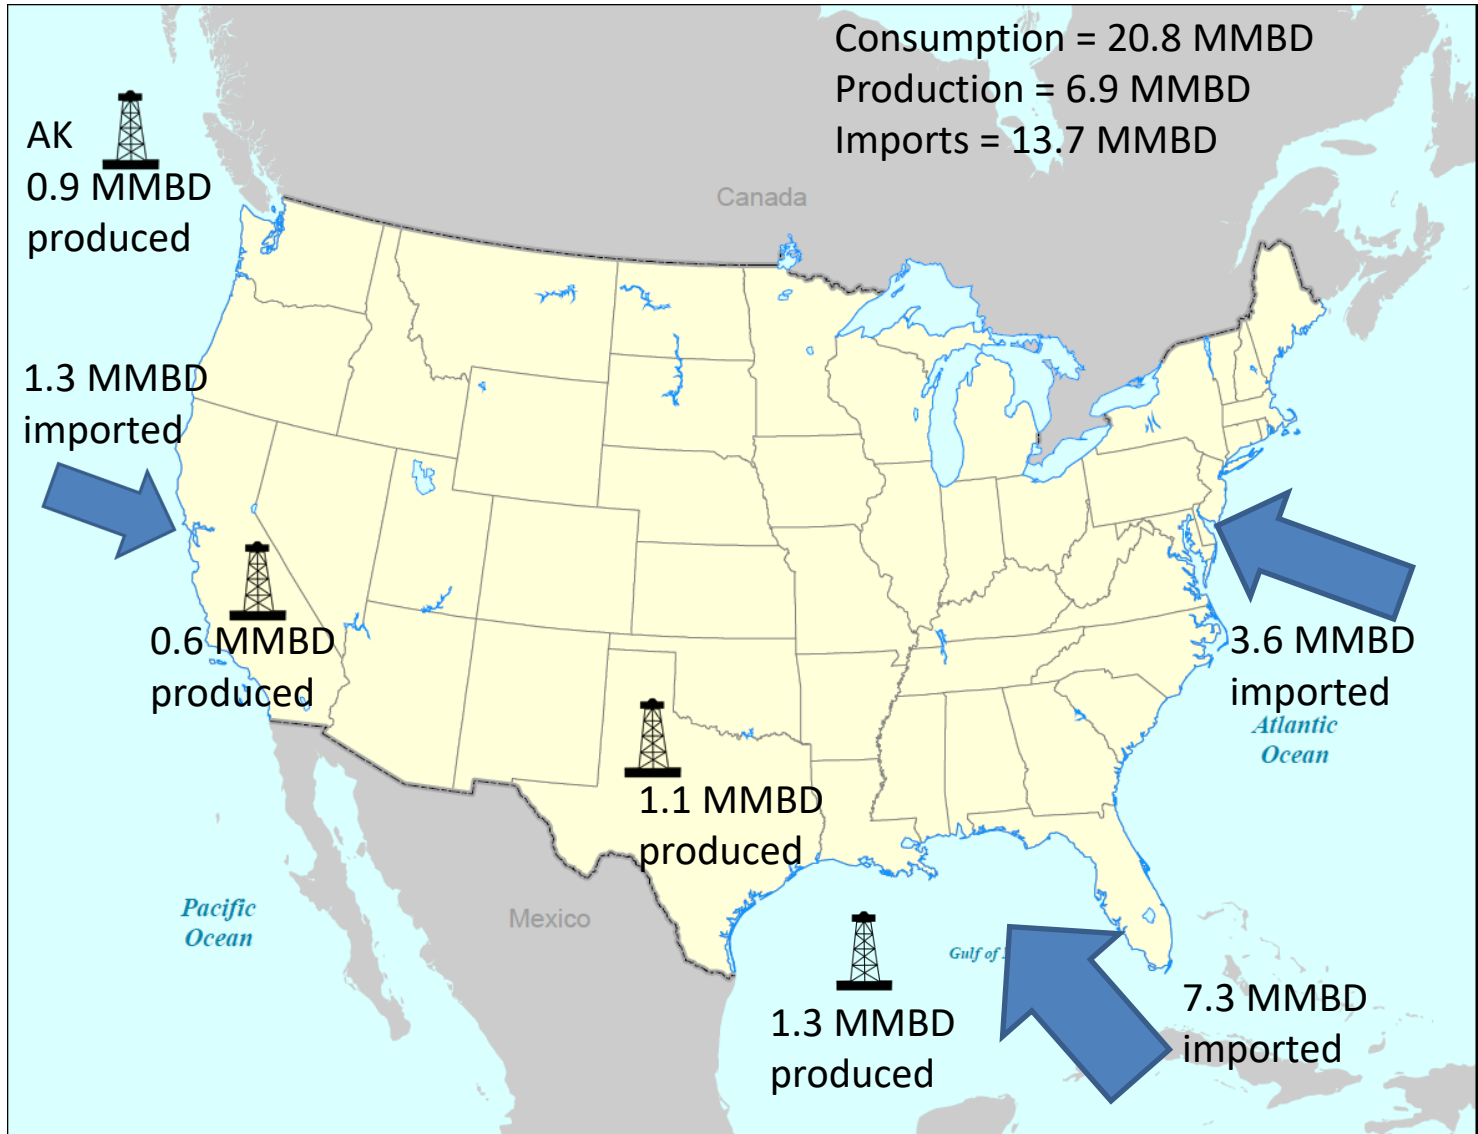 Consumption = 20.8 MMBD
Production = 6.9 MMBD
Imports = 13.7 MMBD
AK
0.9 MMBD
produced
Canada
1.3 MMBD
imported
0.6 MMBD
produced
3.6 MMBD
imported
Atlantic
Ocean
1.1 MMBD
produced
Pacific
Ocean
Mexico
Gulf of
1.3 MMBD
produced
7.3 MMBD
imported